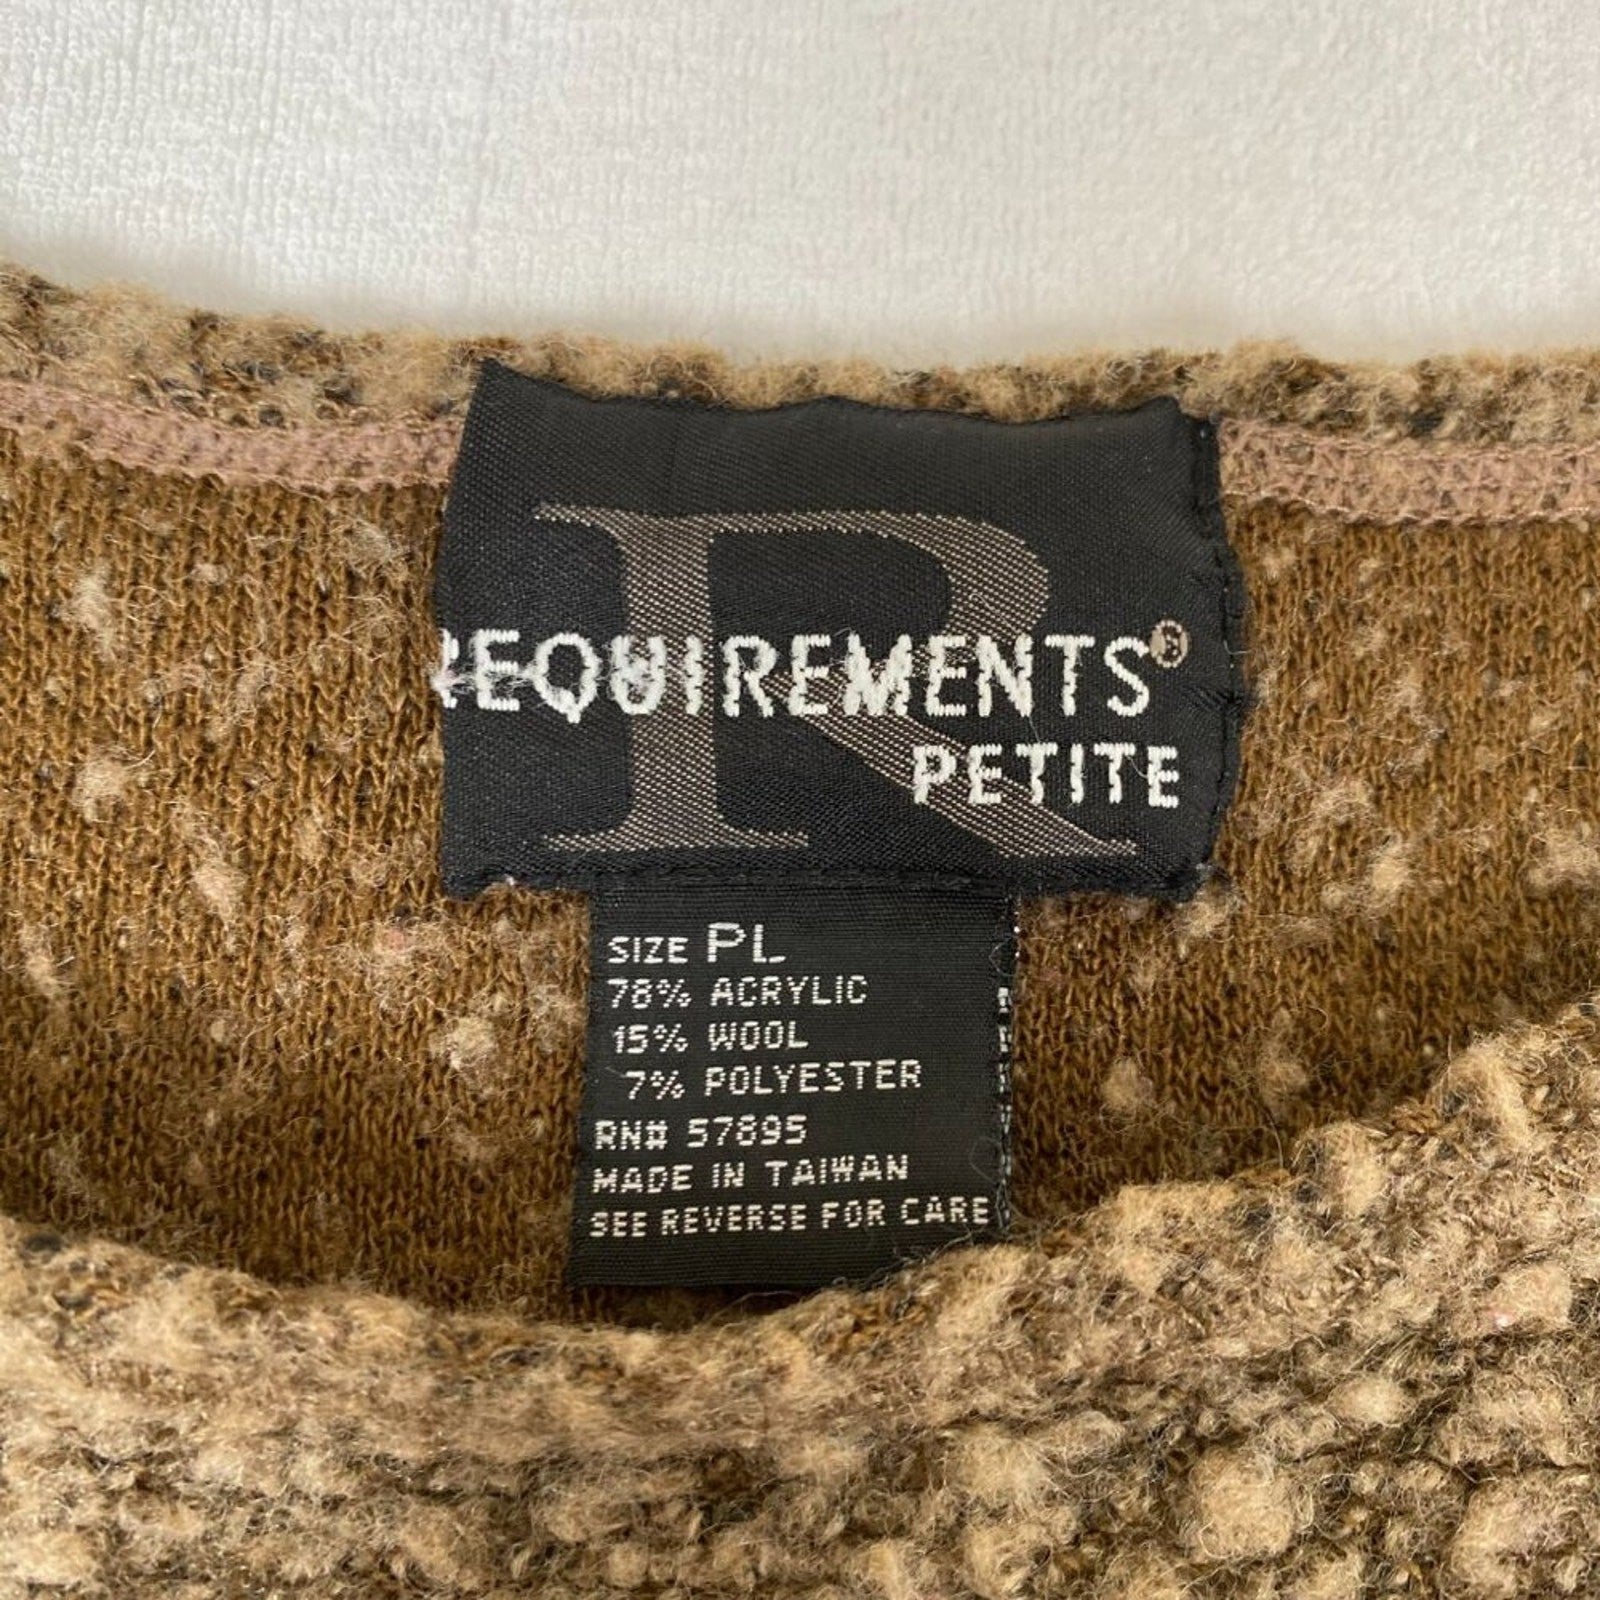 R
REQUIREMENTS®
PETITE
SIZE PL
78% ACRYLIC
15% WOOL
7% POLYESTER
RN# 57895
MADE IN TAIWAN
SEE REVERSE FOR CARE